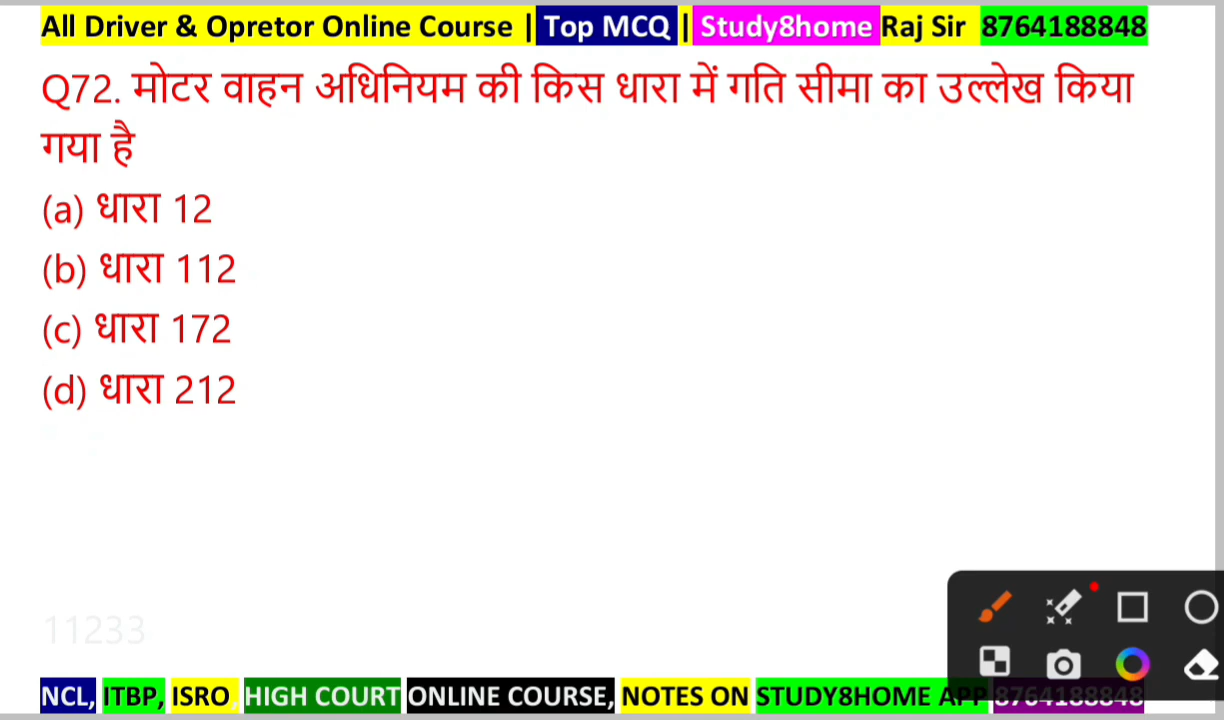 All Driver & Opretor Online Course | Top MCQ | Study8home Raj Sir 8764188848
Q72. मोटर वाहन अधिनियम की किस धारा में गति सीमा का उल्लेख किया
गया है
(a) धारा 12
(b) धारा 112
(c) धारा 172
(d) धारा 212
11233
NCL, ITBP, ISRO, HIGH COURT ONLINE COURSE, NOTES ON STUDY8HOME APP 8764188848